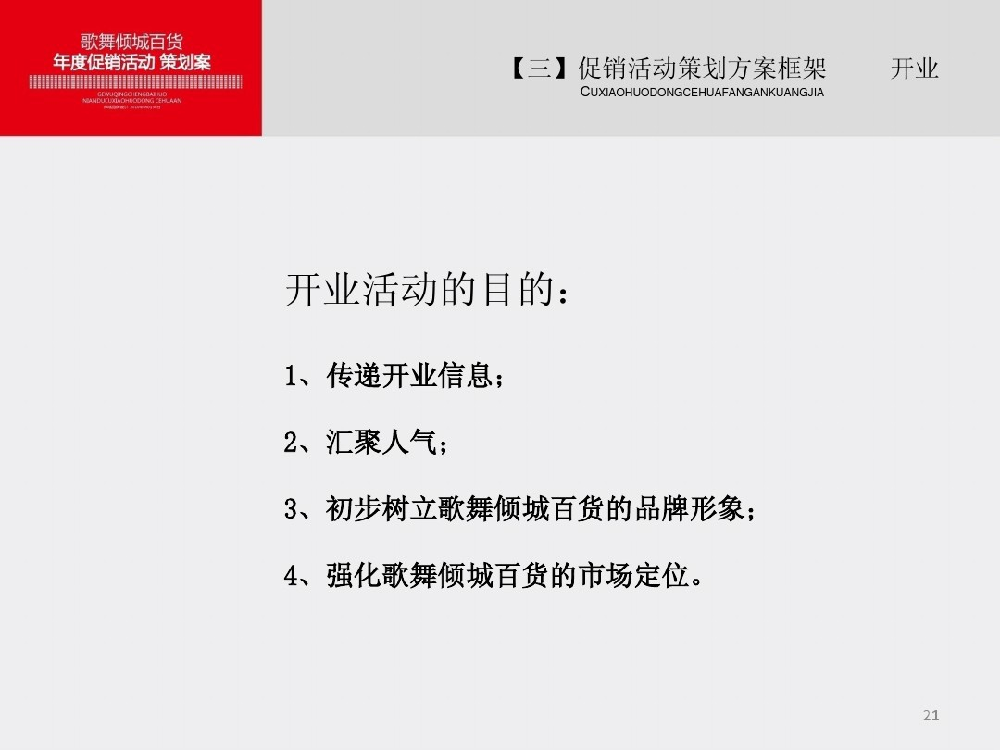 歌舞倾城百货
年度促销活动 策划案
GEWUQINGCHENGBAIHUO
NIANDUCUXIAOHUODONG CEHUAAN
【三】促销活动策划方案框架 开业
CUXIAOHUODONGCEHUAFANGANKUANGJIA
开业活动的目的：
1、传递开业信息；
2、汇聚人气；
3、初步树立歌舞倾城百货的品牌形象；
4、强化歌舞倾城百货的市场定位。
21